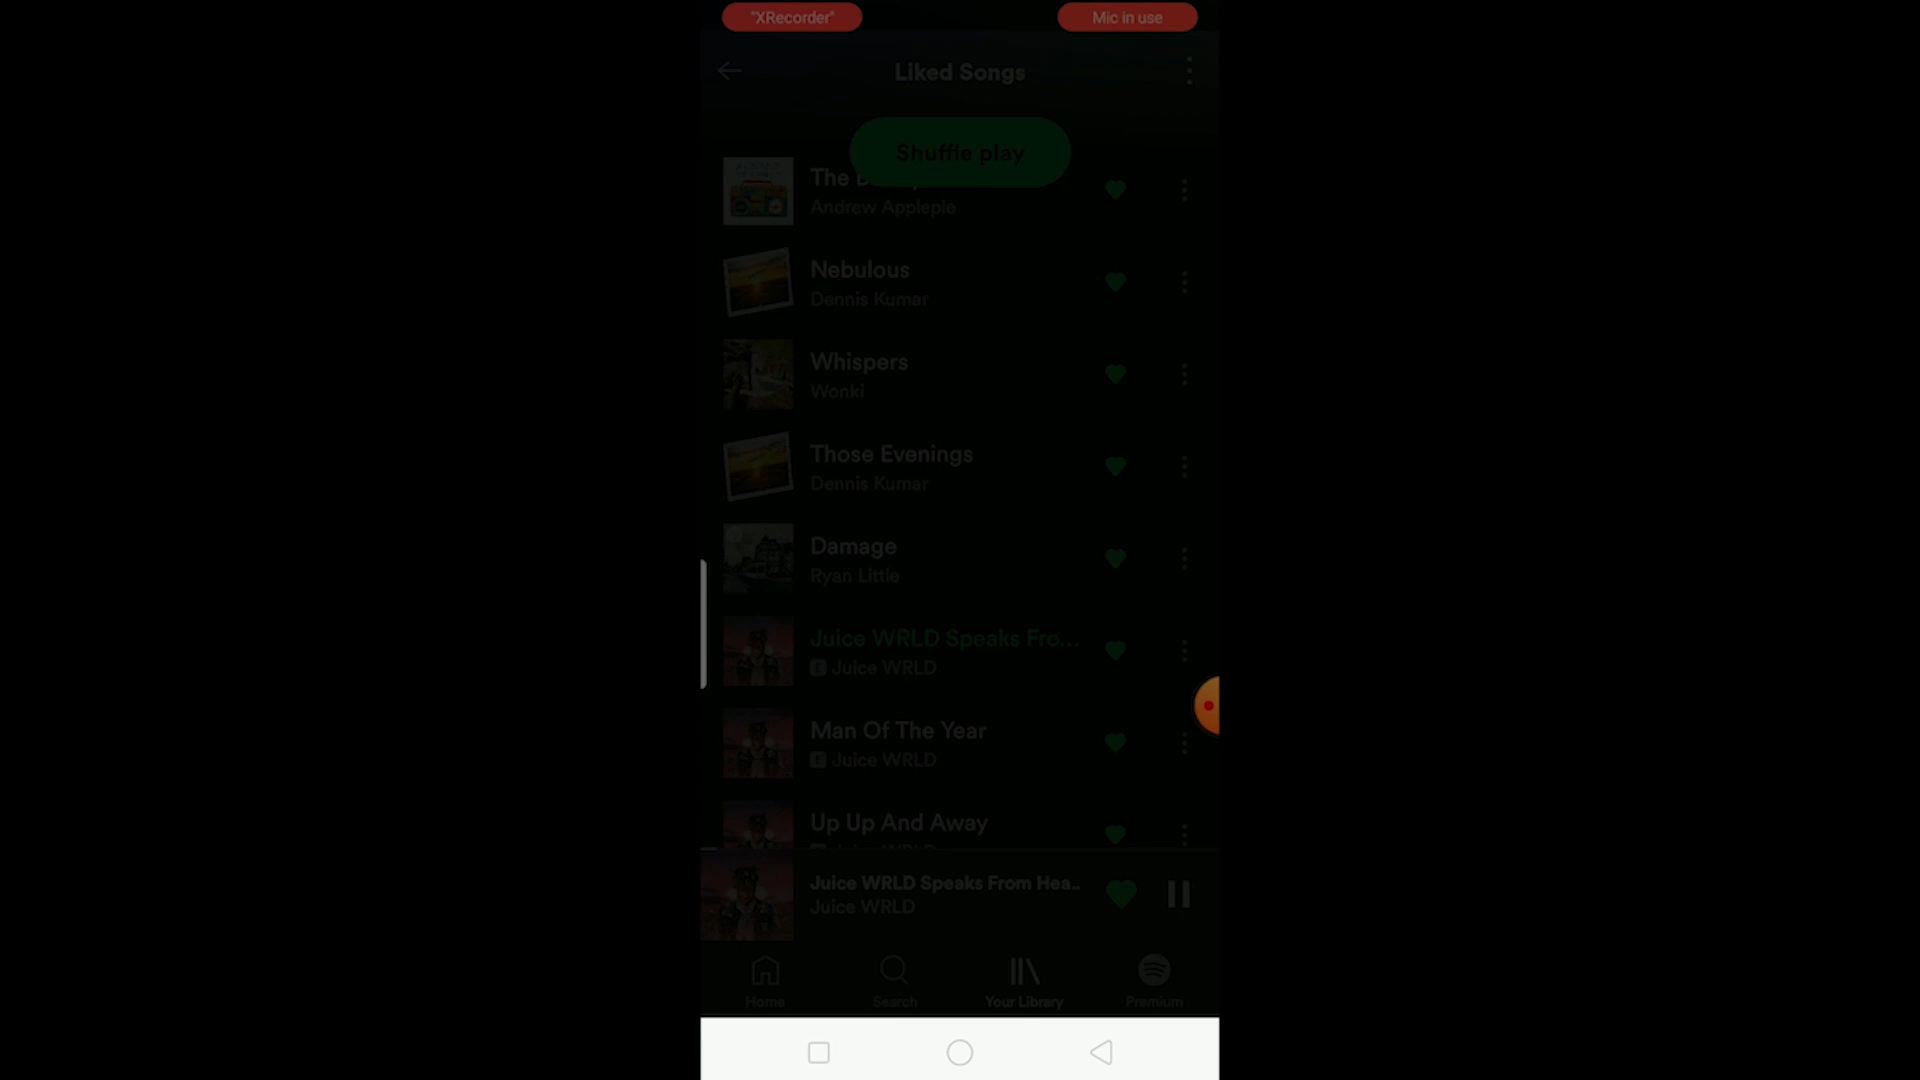 "XRecorder"
Mic in use
Liked Songs
Shuffle play
The
Andrew Applepie
Nebulous
Dennis Kumar
Whispers
Wonki
Those Evenings
Dennis Kumar
Damage
Ryan Little
Juice WRLD Speaks Fro...
E Juice WRLD
Man Of The Year
E Juice WRLD
Up Up And Away
Juice WRLD Speaks From Hea..
Juice WRLD
Home
Search
Your Library
Premium